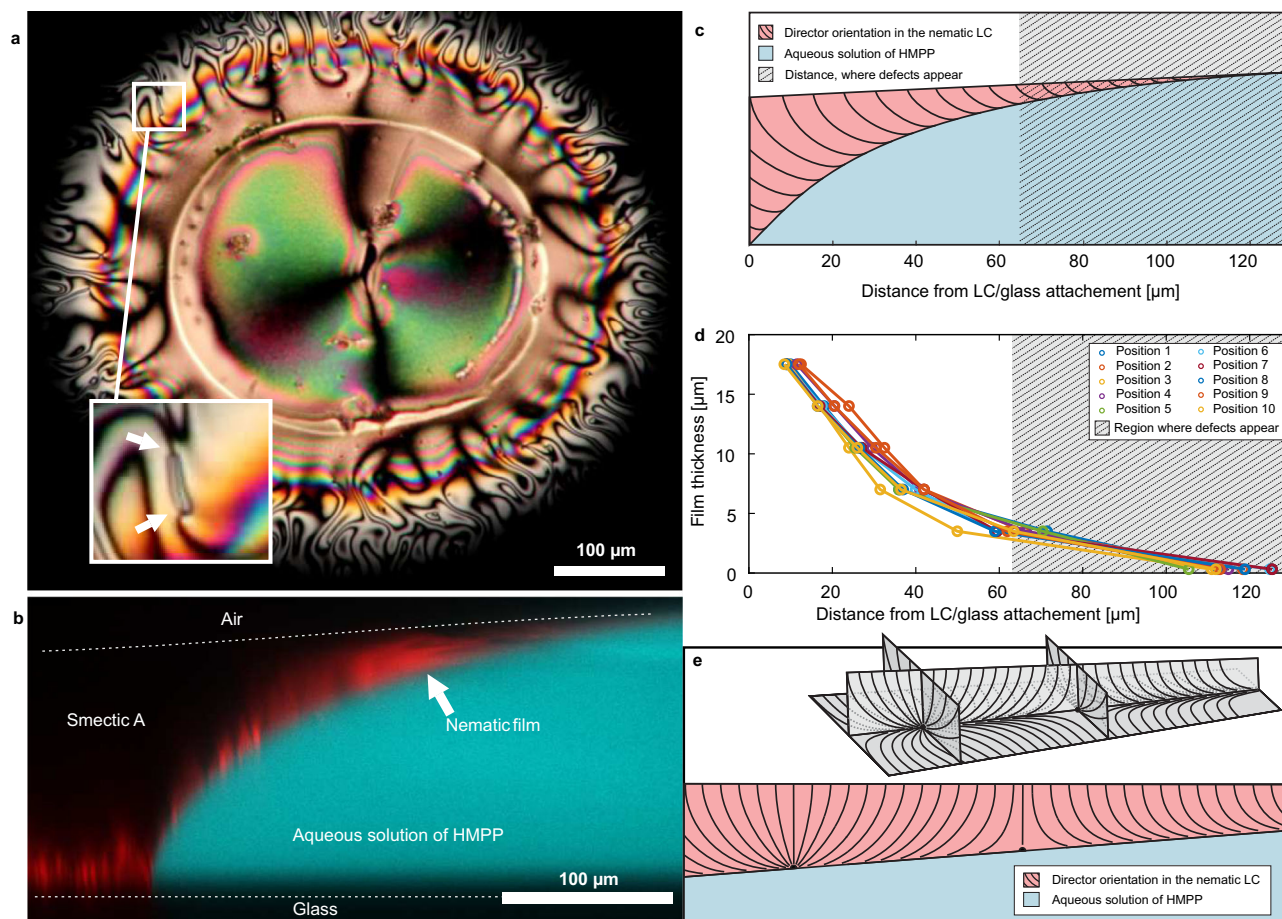 a
100 µm
b
Air
Smectic A
Nematic film
Aqueous solution of HMPP
100 µm
Glass
c
Director orientation in the nematic LC
Aqueous solution of HMPP
Distance, where defects appear
0 20 40 60 80 100 120
Distance from LC/glass attachement [µm]
d
20
15
10
5
0
Film thickness [µm]
Position 1 Position 6
Position 2 Position 7
Position 3 Position 8
Position 4 Position 9
Position 5 Position 10
Region where defects appear
0 20 40 60 80 100 120
Distance from LC/glass attachement [µm]
e
Director orientation in the nematic LC
Aqueous solution of HMPP